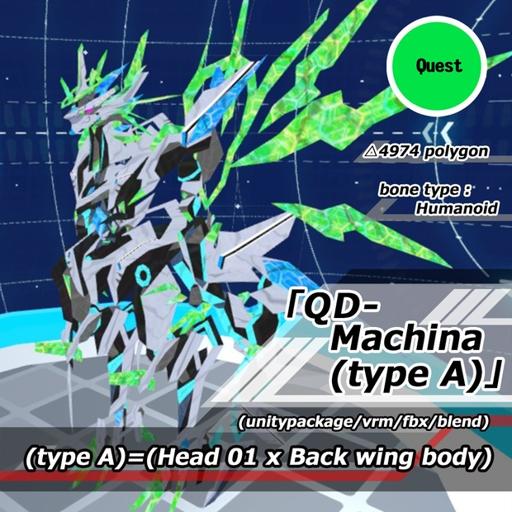 Quest
△4974 polygon
bone type :
Humanoid
「QD-
Machina
(type A)」
(unitypackage/vrm/fbx/blend)
(type A)=(Head 01 x Back wing body)